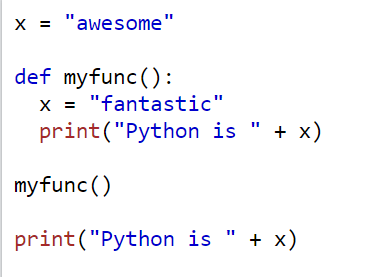 x = "awesome"
def myfunc():
  x = "fantastic"
  print("Python is " + x)
myfunc()
print("Python is " + x)